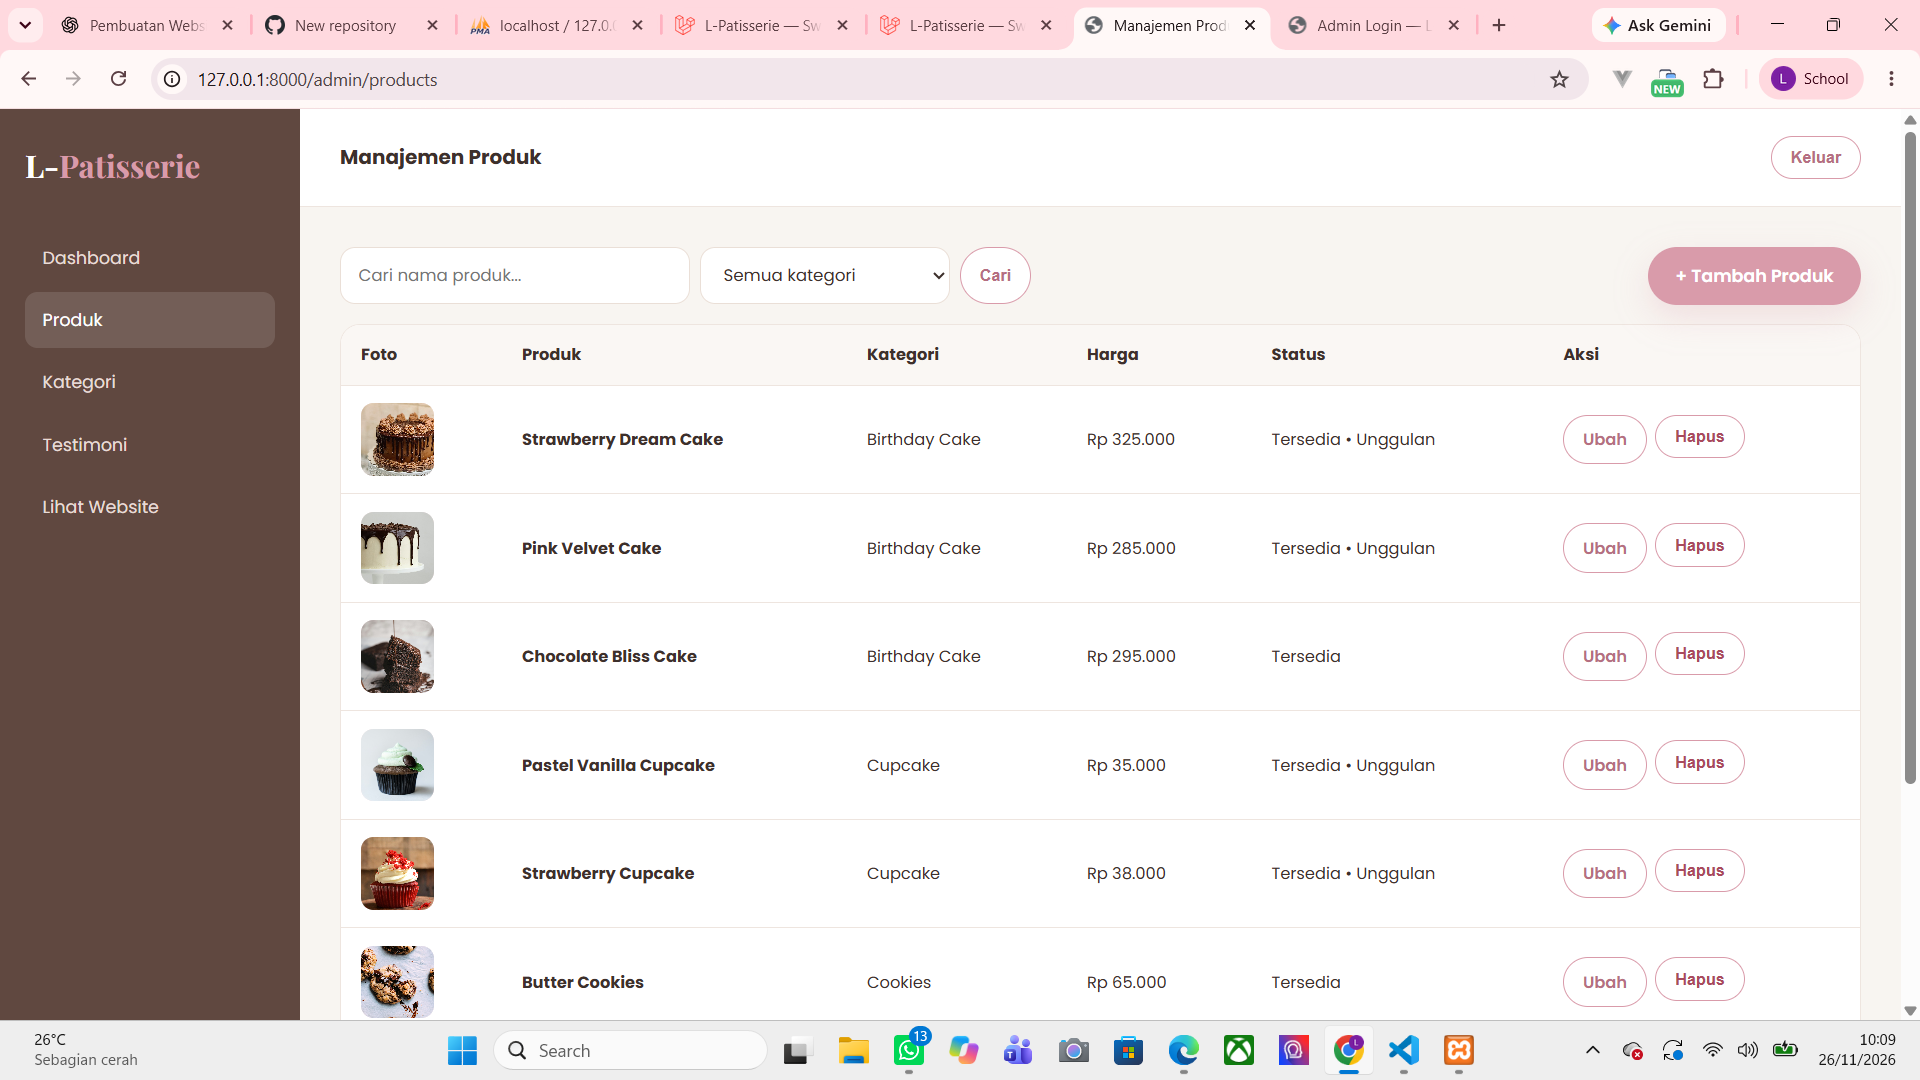 Pembuatan Webs
New repository
localhost / 127.0.
L-Patisserie — Sw
L-Patisserie — Sw
Manajemen Prod
Admin Login — L
Ask Gemini
127.0.0.1:8000/admin/products
NEW
L School
L-Patisserie
Dashboard
Produk
Kategori
Testimoni
Lihat Website
Manajemen Produk
Keluar
Cari nama produk...
Semua kategori
Cari
+ Tambah Produk
Foto Produk Kategori Harga Status Aksi
Strawberry Dream Cake Birthday Cake Rp 325.000 Tersedia • Unggulan Ubah Hapus
Pink Velvet Cake Birthday Cake Rp 285.000 Tersedia • Unggulan Ubah Hapus
Chocolate Bliss Cake Birthday Cake Rp 295.000 Tersedia Ubah Hapus
Pastel Vanilla Cupcake Cupcake Rp 35.000 Tersedia • Unggulan Ubah Hapus
Strawberry Cupcake Cupcake Rp 38.000 Tersedia • Unggulan Ubah Hapus
Butter Cookies Cookies Rp 65.000 Tersedia Ubah Hapus
26°C
Sebagian cerah
Search
13
10:09
26/11/2026